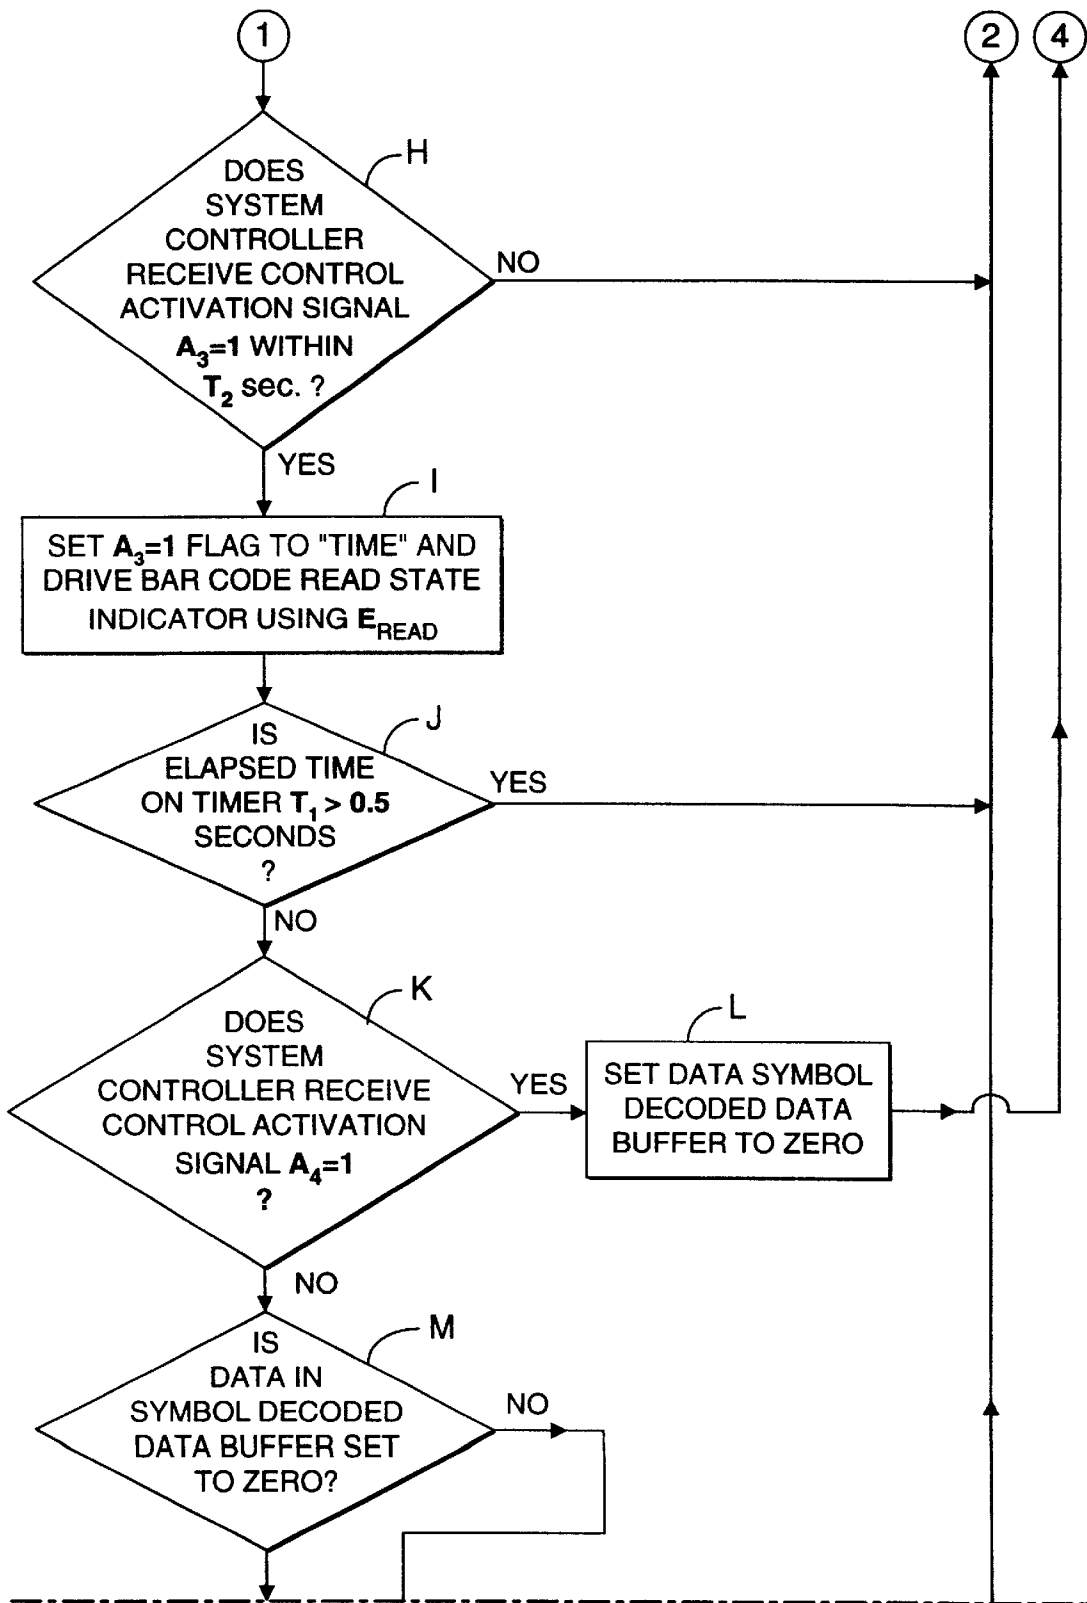 1
2
4
H
DOES
SYSTEM
CONTROLLER
RECEIVE CONTROL
ACTIVATION SIGNAL
A₃=1 WITHIN
T₂ sec. ?
NO
YES
I
SET A₃=1 FLAG TO "TIME" AND
DRIVE BAR CODE READ STATE
INDICATOR USING E_READ
J
IS
ELAPSED TIME
ON TIMER T₁ > 0.5
SECONDS
?
YES
NO
K
DOES
SYSTEM
CONTROLLER RECEIVE
CONTROL ACTIVATION
SIGNAL A₄=1
?
YES
L
SET DATA SYMBOL
DECODED DATA
BUFFER TO ZERO
NO
M
IS
DATA IN
SYMBOL DECODED
DATA BUFFER SET
TO ZERO?
NO